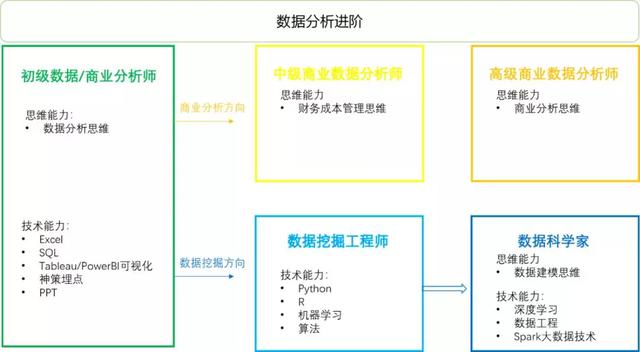 数据分析进阶
初级数据/商业分析师
思维能力:
• 数据分析思维
技术能力:
• Excel
• SQL
• Tableau/PowerBI可视化
• 神策埋点
• PPT
商业分析方向
数据挖掘方向
中级商业数据分析师
思维能力
• 财务成本管理思维
高级商业数据分析师
思维能力
• 商业分析思维
数据挖掘工程师
技术能力:
• Python
• R
• 机器学习
• 算法
数据科学家
思维能力
• 数据建模思维
技术能力:
• 深度学习
• 数据工程
• Spark大数据技术